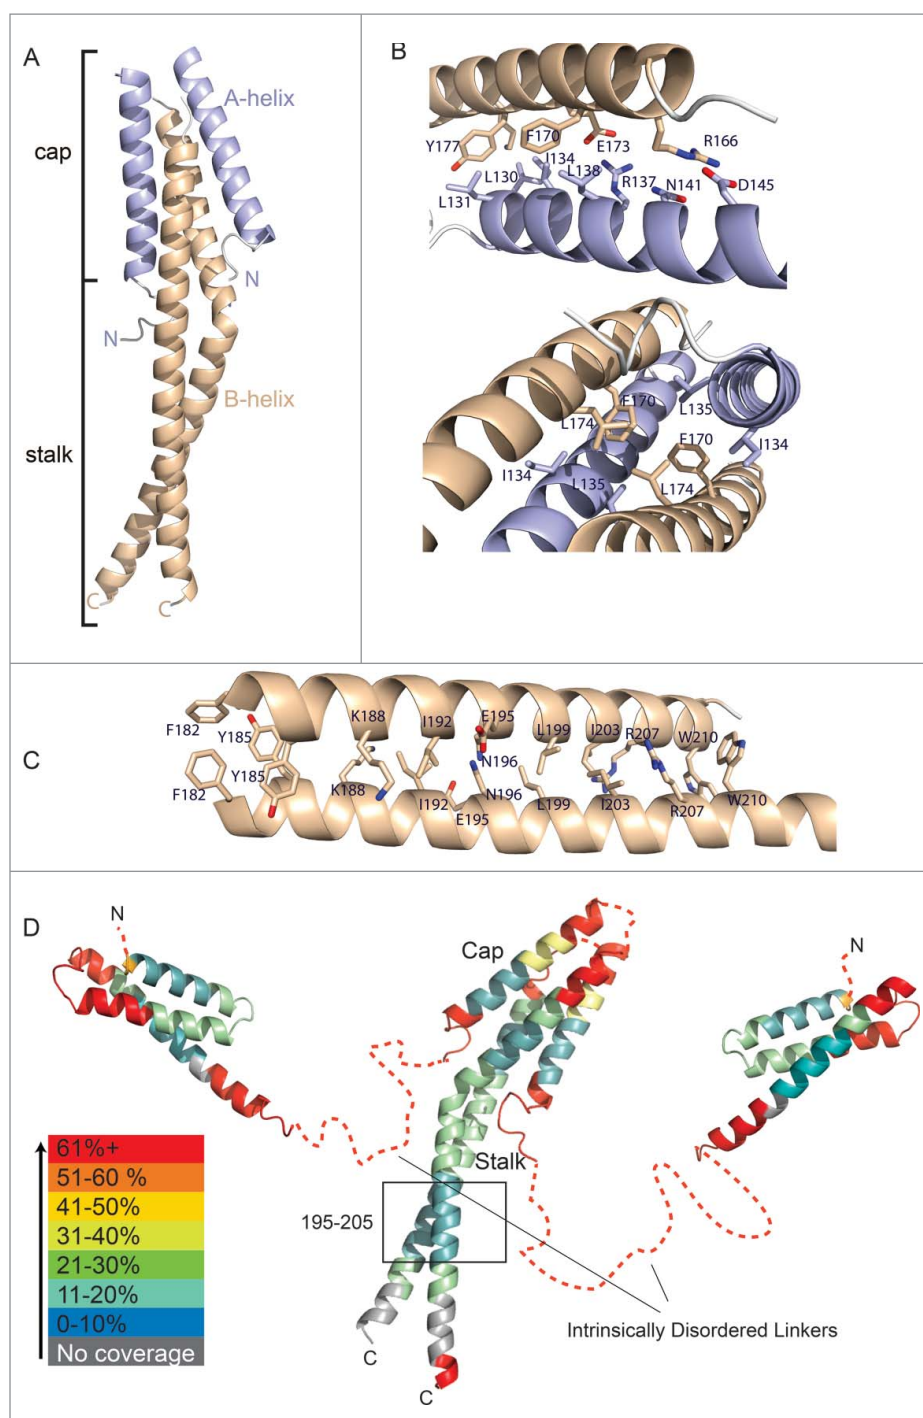 A
cap
stalk
A-helix
N
N
B-helix
C
C
B
Y177
F170
E173
R166
I134
L130
L138
R137
N141
D145
L131
F170
L135
L174
F170
I134
I134
L135
L174
C
F182
Y185
K188
I192
E195
L199
I203
R207
W210
N196
F182
Y185
K188
I192
E195
N196
L199
I203
R207
W210
D
N
Cap
N
Stalk
195-205
61%+
51-60 %
41-50%
31-40%
21-30%
11-20%
0-10%
No coverage
Intrinsically Disordered Linkers
C
C